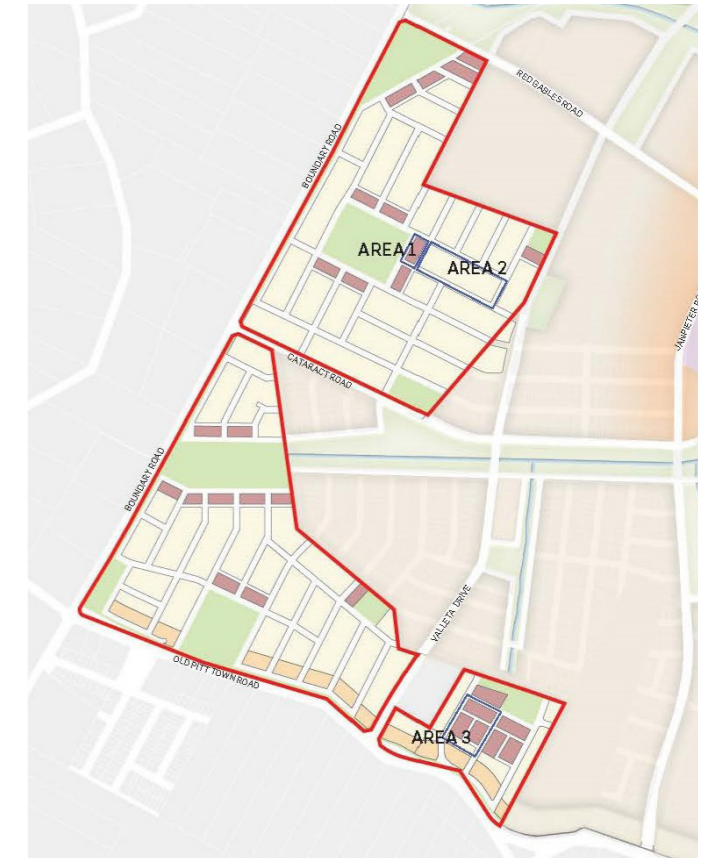 REDGABLES ROAD
BOUNDARY ROAD
AREA 1
AREA 2
CATARACT ROAD
BOUNDARY ROAD
VALLETA DRIVE
OLD PITT TOWN ROAD
AREA 3